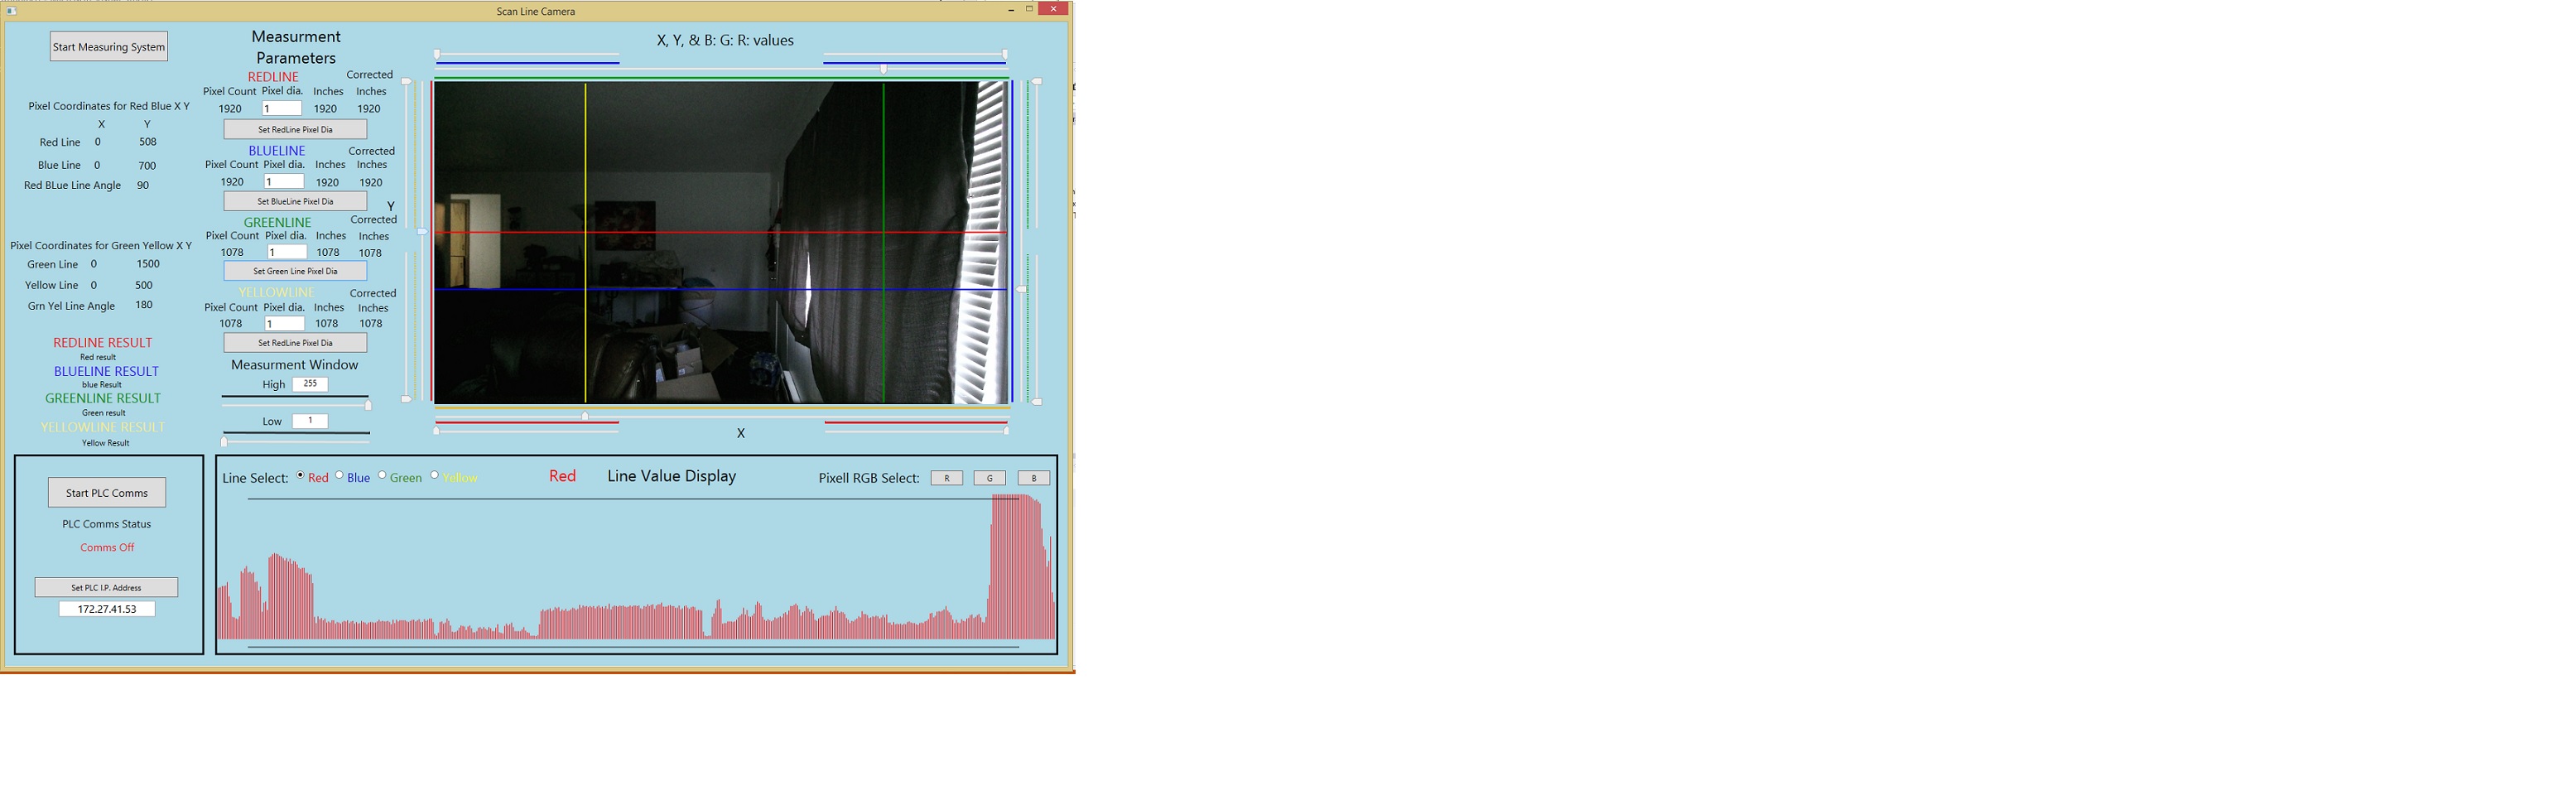 Scan Line Camera
Start Measuring System
Pixel Coordinates for Red Blue X Y
X Y
Red Line 0 508
Blue Line 0 700
Red BLue Line Angle 90
Pixel Coordinates for Green Yellow X Y
Green Line 0 1500
Yellow Line 0 500
Grn Yel Line Angle 180
REDLINE RESULT
Red result
BLUELINE RESULT
blue Result
GREENLINE RESULT
Green result
YELLOWLINE RESULT
Yellow Result
Measurment
Parameters
REDLINE Corrected
Pixel Count Pixel dia. Inches Inches
1920 1 1920 1920
Set RedLine Pixel Dia
BLUELINE Corrected
Pixel Count Pixel dia. Inches Inches
1920 1 1920 1920
Set BlueLine Pixel Dia
GREENLINE Corrected
Pixel Count Pixel dia. Inches Inches
1078 1 1078 1078
Set Green Line Pixel Dia
YELLOWLINE Corrected
Pixel Count Pixel dia. Inches Inches
1078 1 1078 1078
Set RedLine Pixel Dia
Measurment Window
High 255
Low 1
X, Y, & B: G: R: values
Y
X
Start PLC Comms
PLC Comms Status
Comms Off
Set PLC I.P. Address
172.27.41.53
Line Select: Red Blue Green Yellow Red Line Value Display Pixell RGB Select: R G B